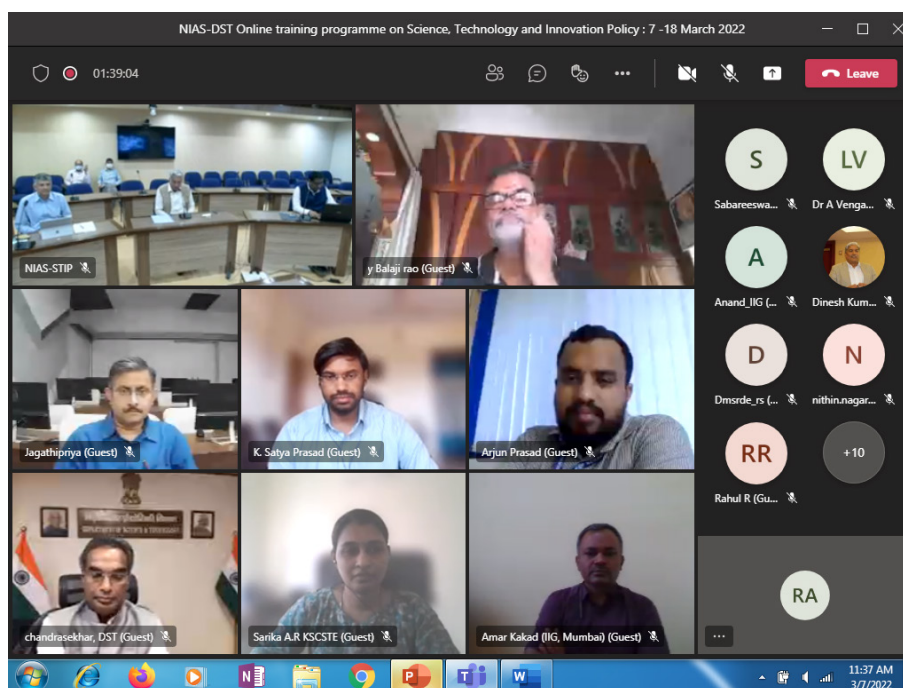 NIAS-DST Online training programme on Science, Technology and Innovation Policy : 7 -18 March 2022
01:39:04
Leave
NIAS-STIP
y Balaji rao (Guest)
S
LV
Sabareeswa...
Dr A Venga...
A
Anand_IIG (...
Dinesh Kum...
Jagathipriya (Guest)
K. Satya Prasad (Guest)
Arjun Prasad (Guest)
D
N
Dmsrde_rs (...
nithin.nagar...
RR
+10
Rahul R (Gu...
chandrasekhar, DST (Guest)
Sarika A.R KSCSTE (Guest)
Amar Kakad (IIG, Mumbai) (Guest)
RA
11:37 AM
3/7/2022